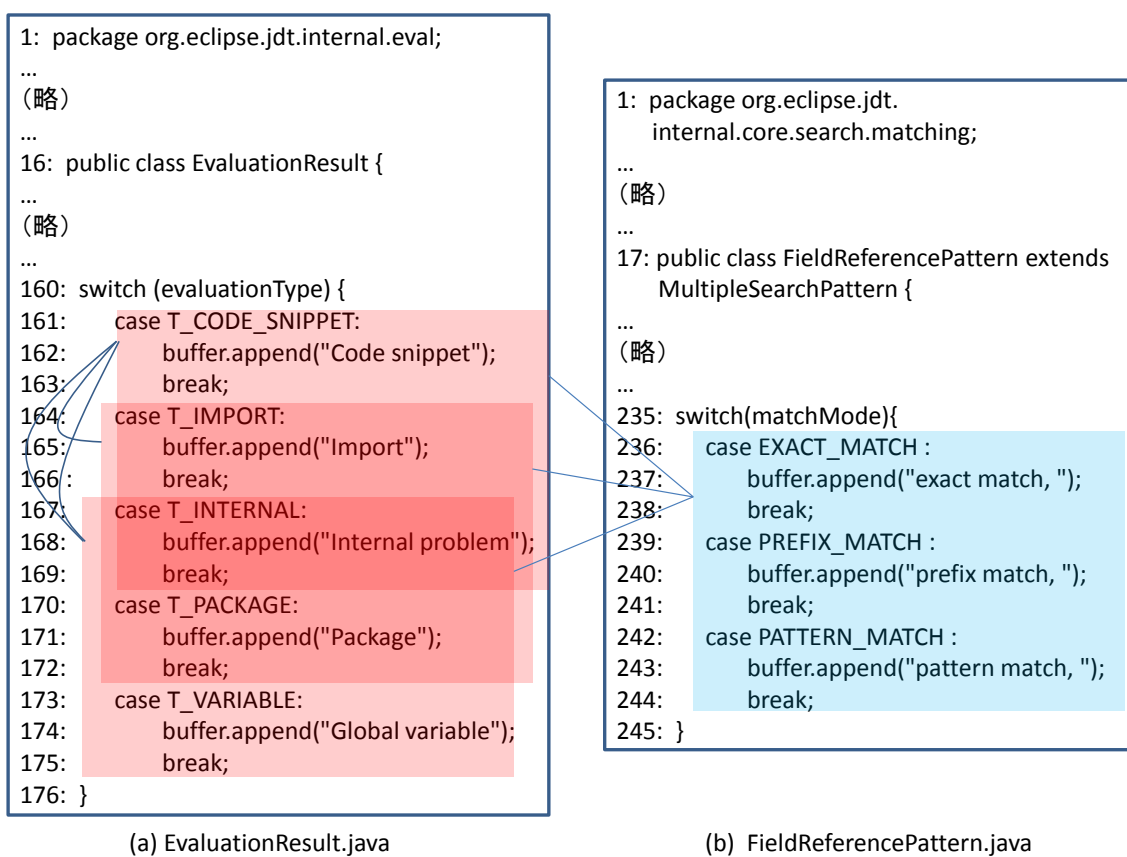 1: package org.eclipse.jdt.internal.eval;
...
（略）
...
16: public class EvaluationResult {
...
（略）
...
160: switch (evaluationType) {
161: case T_CODE_SNIPPET:
162: buffer.append("Code snippet");
163: break;
164: case T_IMPORT:
165: buffer.append("Import");
166 : break;
167: case T_INTERNAL:
168: buffer.append("Internal problem");
169: break;
170: case T_PACKAGE:
171: buffer.append("Package");
172: break;
173: case T_VARIABLE:
174: buffer.append("Global variable");
175: break;
176: }
(a) EvaluationResult.java
1: package org.eclipse.jdt.
internal.core.search.matching;
...
（略）
...
17: public class FieldReferencePattern extends
MultipleSearchPattern {
...
（略）
...
235: switch(matchMode){
236: case EXACT_MATCH :
237: buffer.append("exact match, ");
238: break;
239: case PREFIX_MATCH :
240: buffer.append("prefix match, ");
241: break;
242: case PATTERN_MATCH :
243: buffer.append("pattern match, ");
244: break;
245: }
(b) FieldReferencePattern.java